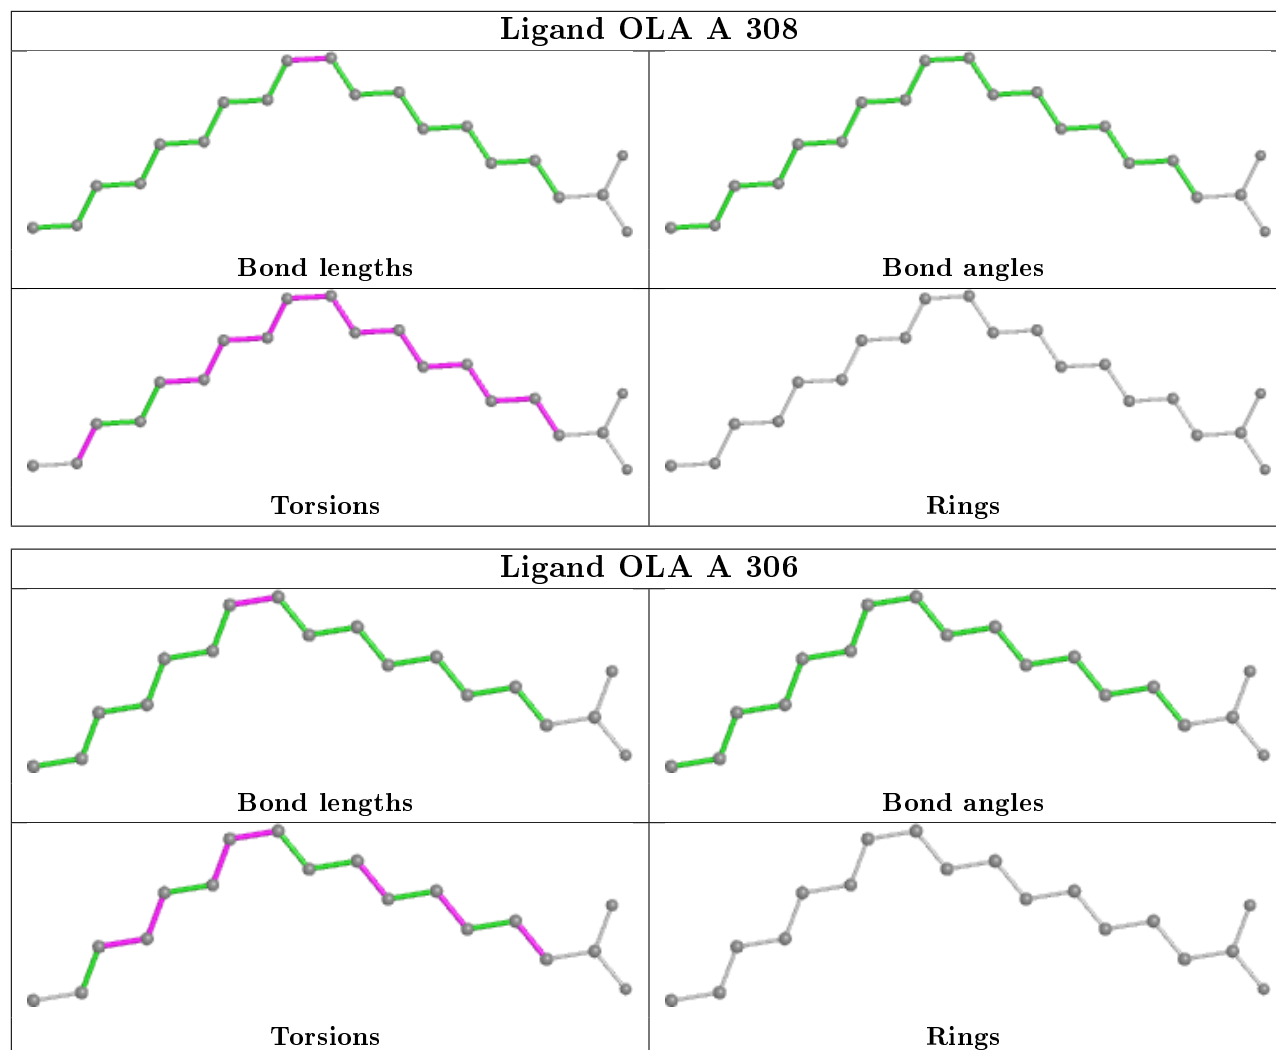 Ligand OLA A 308
Bond lengths
Bond angles
Torsions
Rings
Ligand OLA A 306
Bond lengths
Bond angles
Torsions
Rings